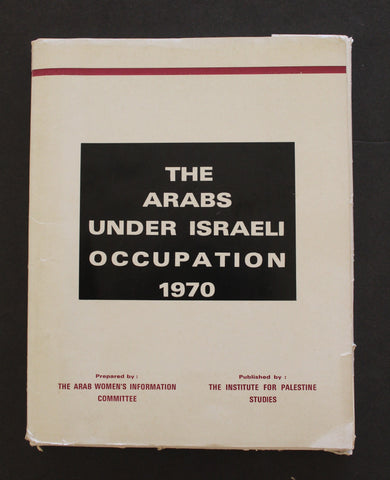 THE
ARABS
UNDER ISRAELI
OCCUPATION
1970
Prepared by :
THE ARAB WOMEN'S INFORMATION
COMMITTEE
Published by :
THE INSTITUTE FOR PALESTINE
STUDIES